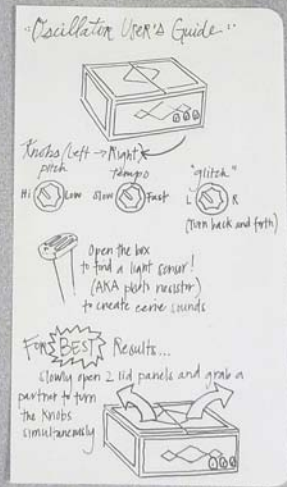 "Oscillator User's Guide"
Knobs/Left → Right
pitch
Hi Low
Tempo
Slow Fast
"glitch"
L R
(Turn back and forth)
Open the box
to find a light sensor!
(AKA photo resistor)
to create eerie sounds
For BEST Results...
slowly open 2 lid panels and grab a
partner to turn
the knobs
simultaneously